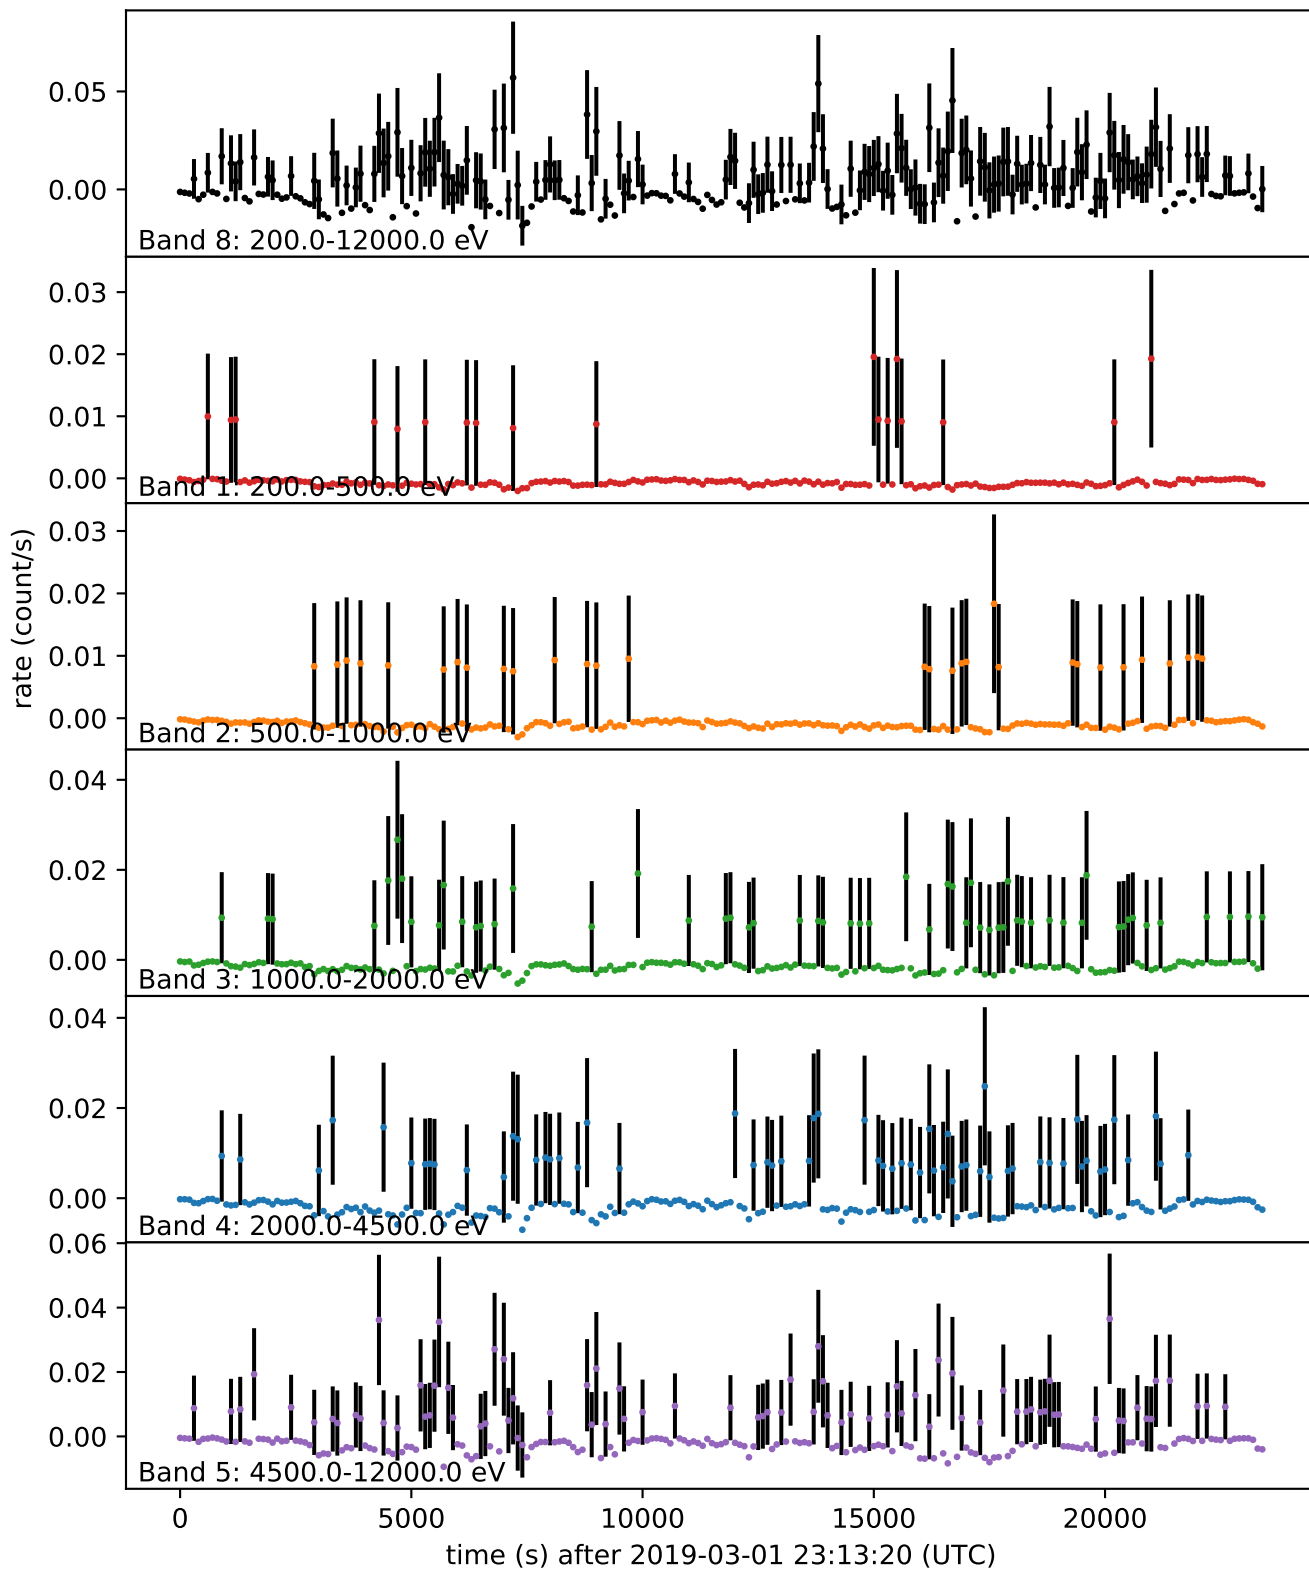 0.05
0.00
Band 8: 200.0-12000.0 eV
0.03
0.02
0.01
0.00
Band 1: 200.0-500.0 eV
0.03
0.02
0.01
0.00
Band 2: 500.0-1000.0 eV
rate (count/s)
0.04
0.02
0.00
Band 3: 1000.0-2000.0 eV
0.04
0.02
0.00
Band 4: 2000.0-4500.0 eV
0.06
0.04
0.02
0.00
Band 5: 4500.0-12000.0 eV
0 5000 10000 15000 20000
time (s) after 2019-03-01 23:13:20 (UTC)